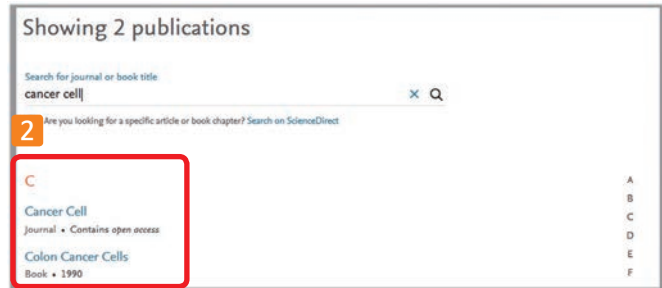 Showing 2 publications
Search for journal or book title
cancer cell
Are you looking for a specific article or book chapter? Search on ScienceDirect
2
C
Cancer Cell
Journal • Contains open access
Colon Cancer Cells
Book • 1990
A
B
C
D
E
F